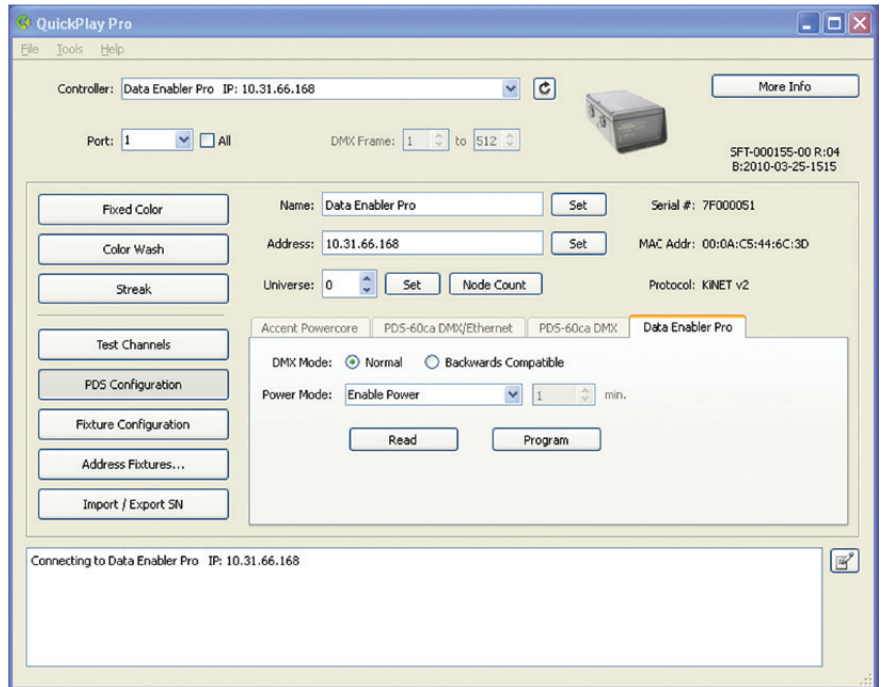 QuickPlay Pro
File Tools Help
Controller: Data Enabler Pro IP: 10.31.66.168
More Info
Port: 1 All DMX Frame: 1 to 512
SFT-000155-00 R:04
B:2010-03-25-1515
Fixed Color
Color Wash
Streak
Test Channels
PDS Configuration
Fixture Configuration
Address Fixtures...
Import / Export SN
Name: Data Enabler Pro Set Serial #: 7F000051
Address: 10.31.66.168 Set MAC Addr: 00:0A:C5:44:6C:3D
Universe: 0 Set Node Count Protocol: KiNET v2
Accent Powercore PDS-60ca DMX/Ethernet PDS-60ca DMX Data Enabler Pro
DMX Mode: Normal Backwards Compatible
Power Mode: Enable Power 1 min.
Read Program
Connecting to Data Enabler Pro IP: 10.31.66.168